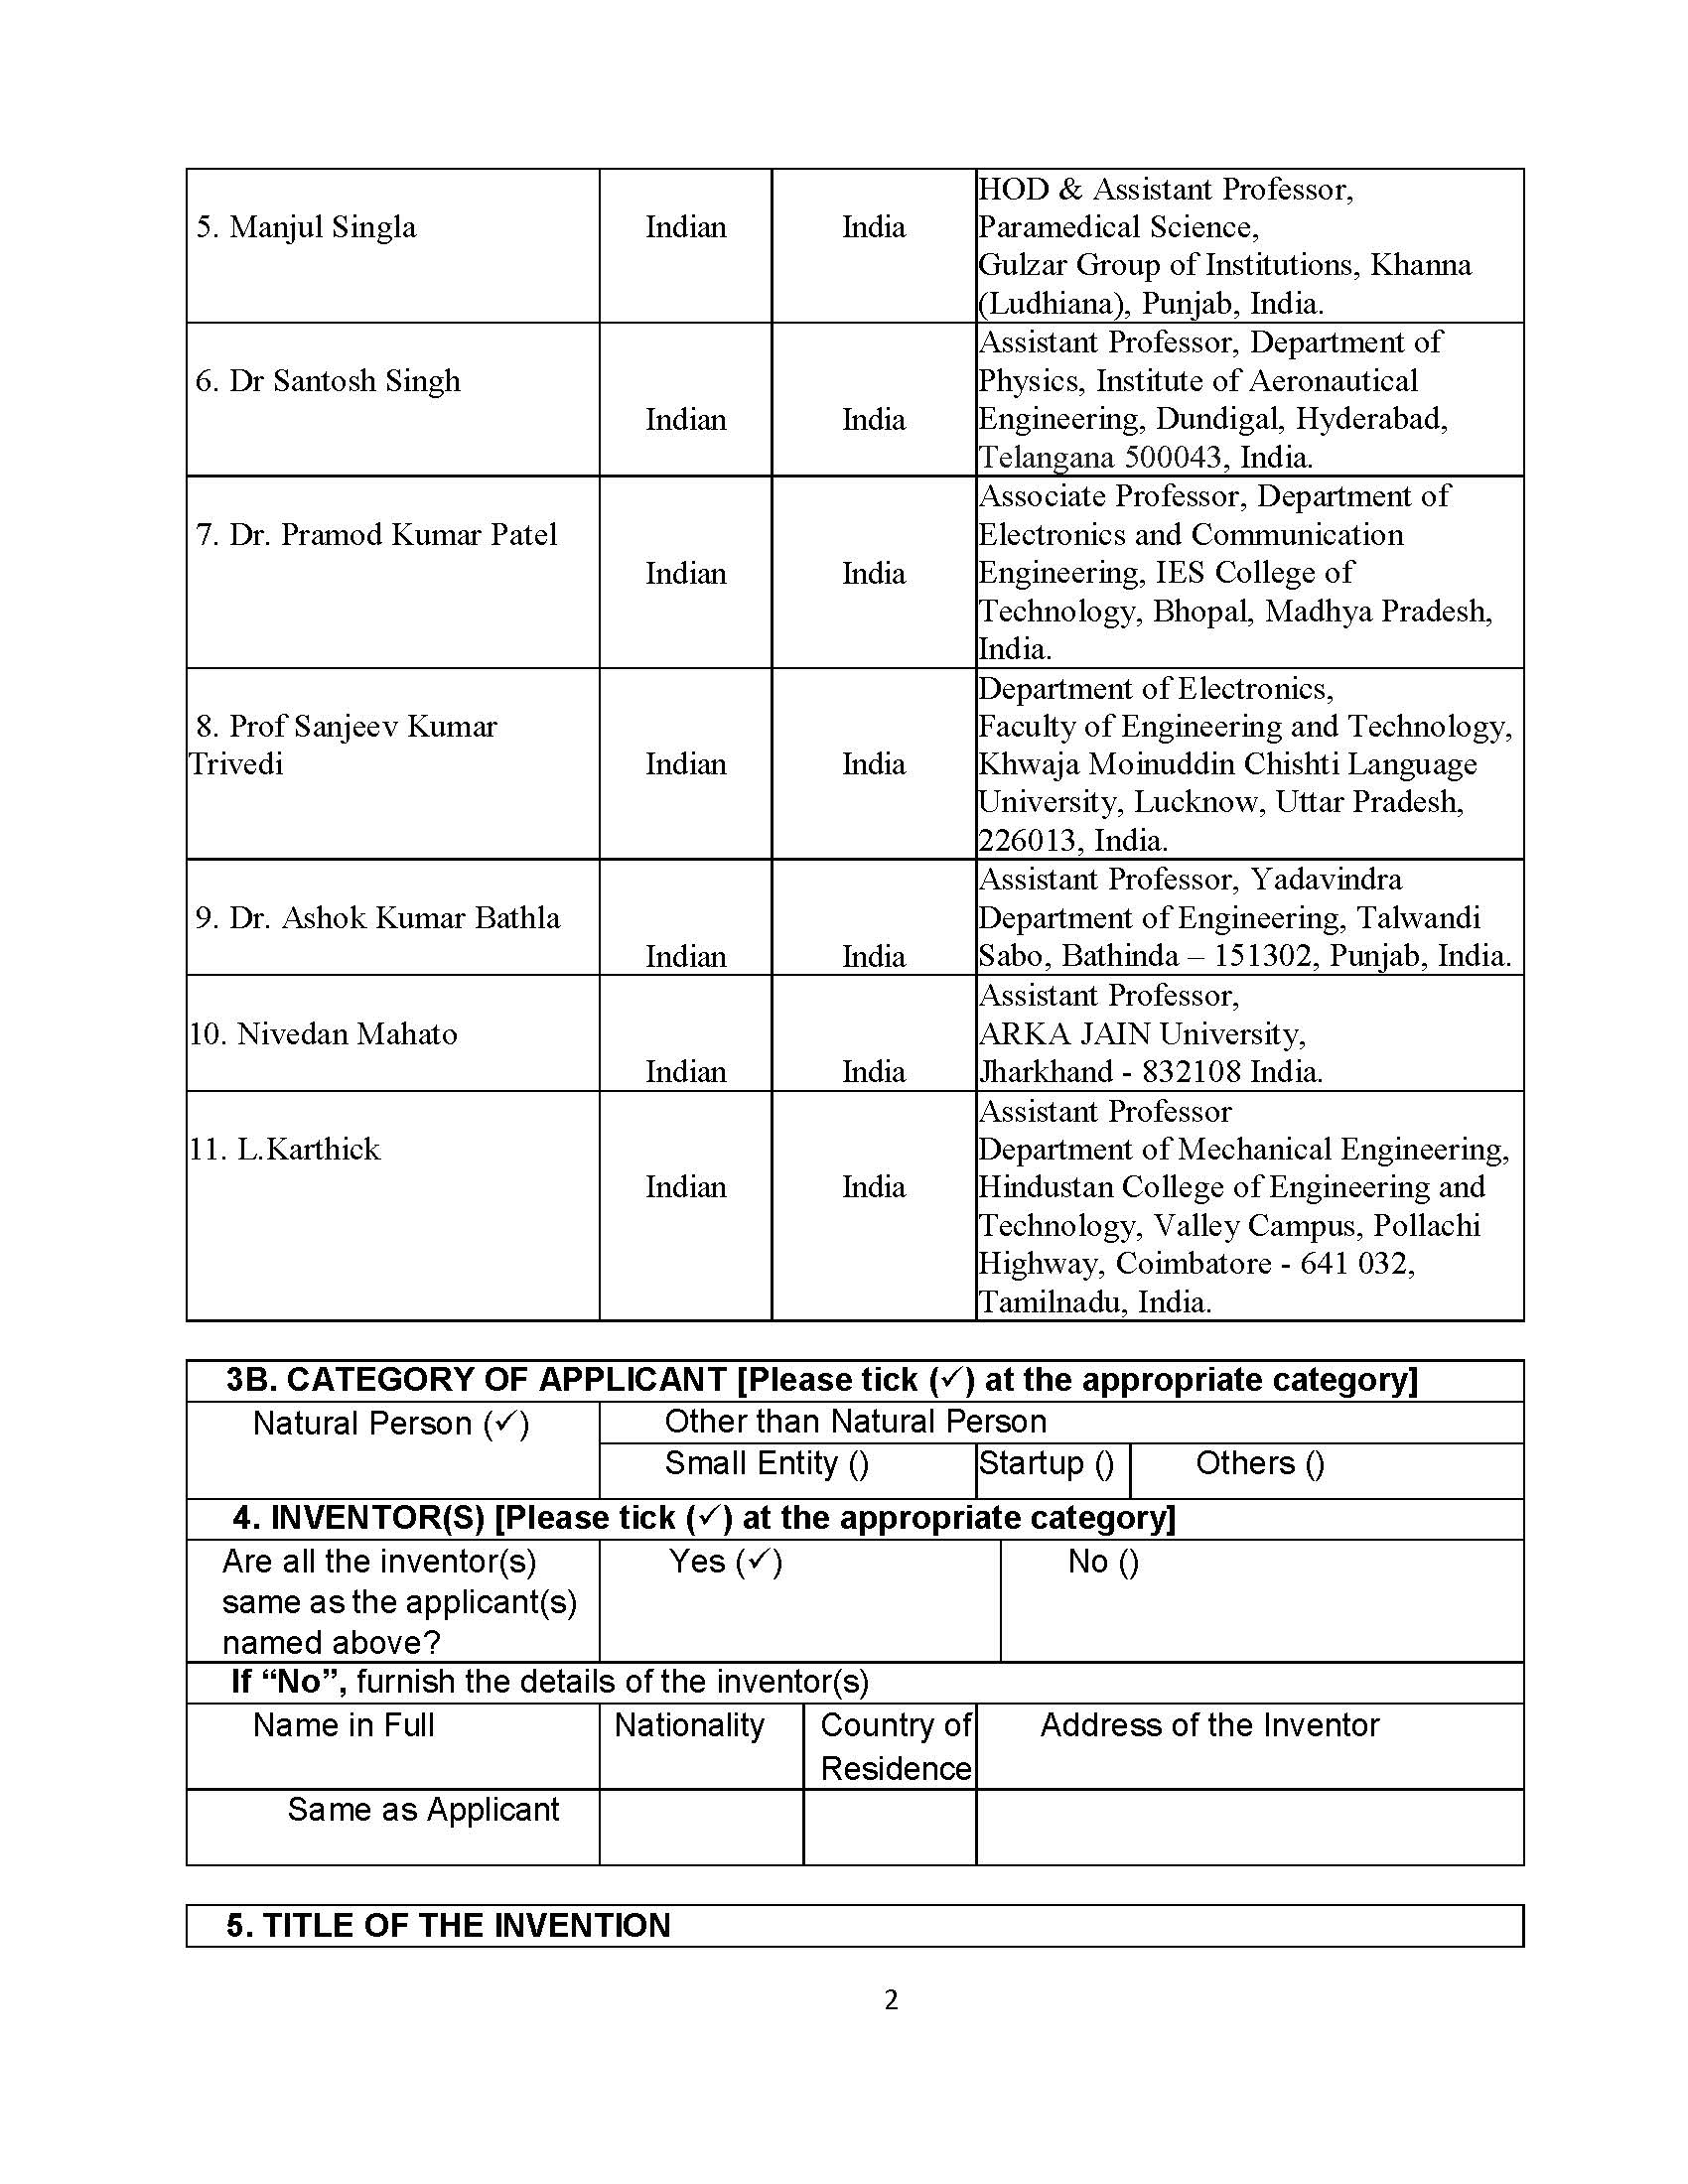 5. Manjul Singla
Indian
India
HOD & Assistant Professor,
Paramedical Science,
Gulzar Group of Institutions, Khanna
(Ludhiana), Punjab, India.
6. Dr Santosh Singh
Indian
India
Assistant Professor, Department of
Physics, Institute of Aeronautical
Engineering, Dundigal, Hyderabad,
Telangana 500043, India.
7. Dr. Pramod Kumar Patel
Indian
India
Associate Professor, Department of
Electronics and Communication
Engineering, IES College of
Technology, Bhopal, Madhya Pradesh,
India.
8. Prof Sanjeev Kumar
Trivedi
Indian
India
Department of Electronics,
Faculty of Engineering and Technology,
Khwaja Moinuddin Chishti Language
University, Lucknow, Uttar Pradesh,
226013, India.
9. Dr. Ashok Kumar Bathla
Indian
India
Assistant Professor, Yadavindra
Department of Engineering, Talwandi
Sabo, Bathinda – 151302, Punjab, India.
10. Nivedan Mahato
Indian
India
Assistant Professor,
ARKA JAIN University,
Jharkhand - 832108 India.
11. L.Karthick
Indian
India
Assistant Professor
Department of Mechanical Engineering,
Hindustan College of Engineering and
Technology, Valley Campus, Pollachi
Highway, Coimbatore - 641 032,
Tamilnadu, India.
3B. CATEGORY OF APPLICANT [Please tick (✓) at the appropriate category]
Natural Person (✓)
Other than Natural Person
Small Entity ()
Startup ()
Others ()
4. INVENTOR(S) [Please tick (✓) at the appropriate category]
Are all the inventor(s)
same as the applicant(s)
named above?
Yes (✓)
No ()
If “No”, furnish the details of the inventor(s)
Name in Full
Nationality
Country of
Residence
Address of the Inventor
Same as Applicant
5. TITLE OF THE INVENTION
2